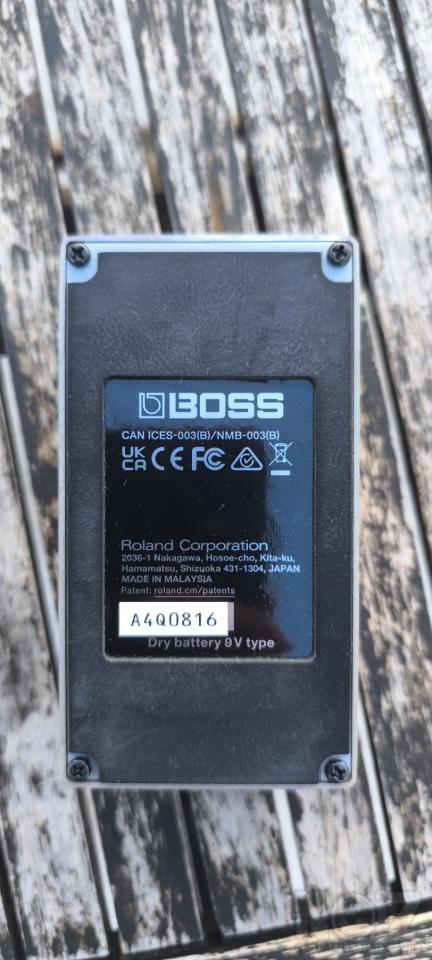 BOSS
CAN ICES-003(B)/NMB-003(B)
UK CA CE FC
Roland Corporation
2036-1 Nakagawa, Hosoe-cho, Kita-ku,
Hamamatsu, Shizuoka 431-1304, JAPAN
MADE IN MALAYSIA
Patent: roland.cm/patents
A4Q0816
Dry battery 9V type